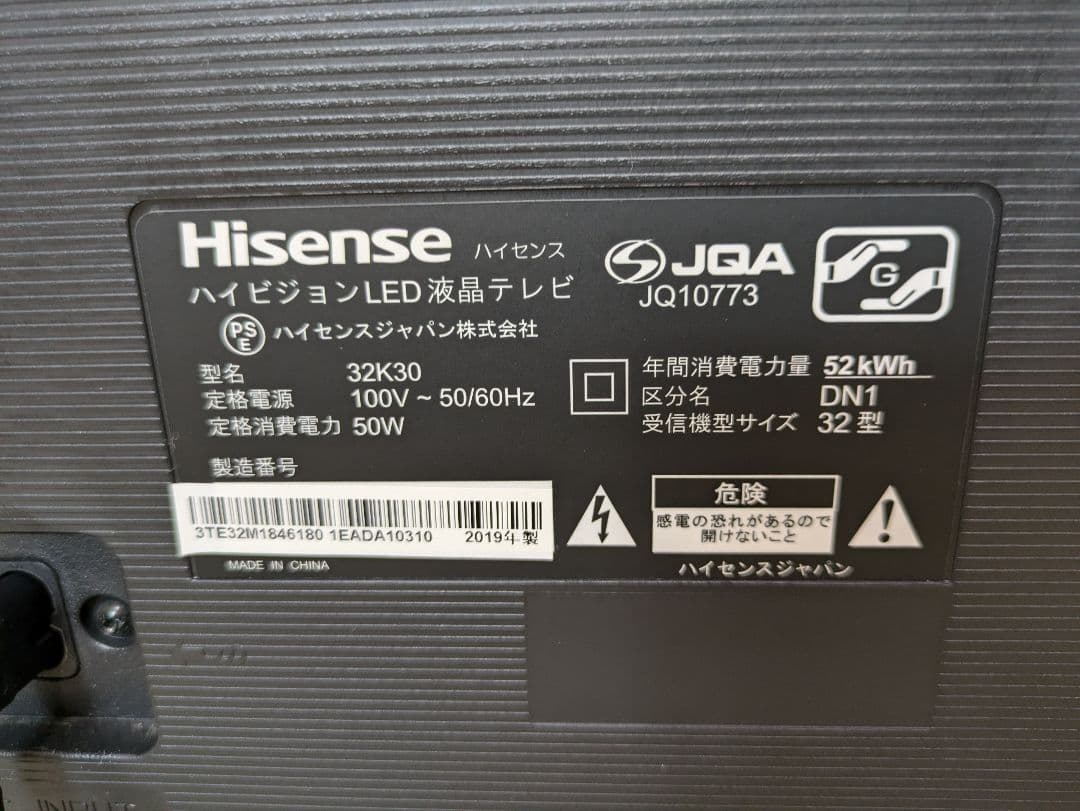 Hisense ハイセンス
ハイビジョンLED液晶テレビ
PSE ハイセンスジャパン株式会社
JQA
JQ10773
G
型名 32K30
定格電源 100V ~ 50/60Hz
定格消費電力 50W
年間消費電力量 52kWh
区分名 DN1
受信機型サイズ 32型
製造番号
3TE32M1846180 1EADA10310 2019年製
MADE IN CHINA
危険
感電の恐れがあるので
開けないこと
ハイセンスジャパン